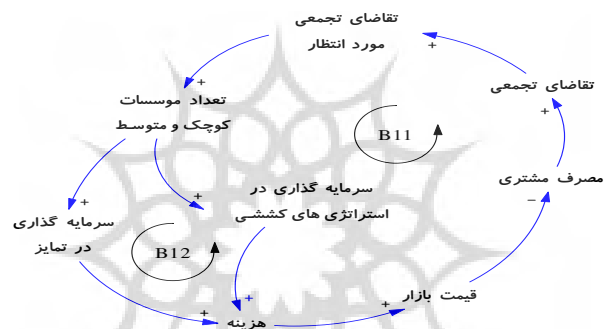 تقاضای تجمعی
مورد انتظار
تقاضای تجمعی
تعداد موسسات
کوچک و متوسط
B11
مصرف مشتری
سرمایه گذاری در
استراتژی های کششی
سرمایه گذاری
در تمایز
B12
قیمت بازار
هزینه
+
+
+
+
+
+
+
+
+
−